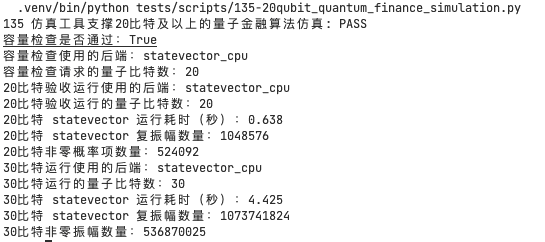 .venv/bin/python tests/scripts/135-20qubit_quantum_finance_simulation.py
135 仿真工具支撑20比特及以上的量子金融算法仿真: PASS
容量检查是否通过: True
容量检查使用的后端: statevector_cpu
容量检查请求的量子比特数: 20
20比特验收运行使用的后端: statevector_cpu
20比特验收运行的量子比特数: 20
20比特 statevector 运行耗时（秒）: 0.638
20比特 statevector 复振幅数量: 1048576
20比特非零概率项数量: 524092
30比特运行使用的后端: statevector_cpu
30比特运行的量子比特数: 30
30比特 statevector 运行耗时（秒）: 4.425
30比特 statevector 复振幅数量: 1073741824
30比特非零振幅数量: 536870025